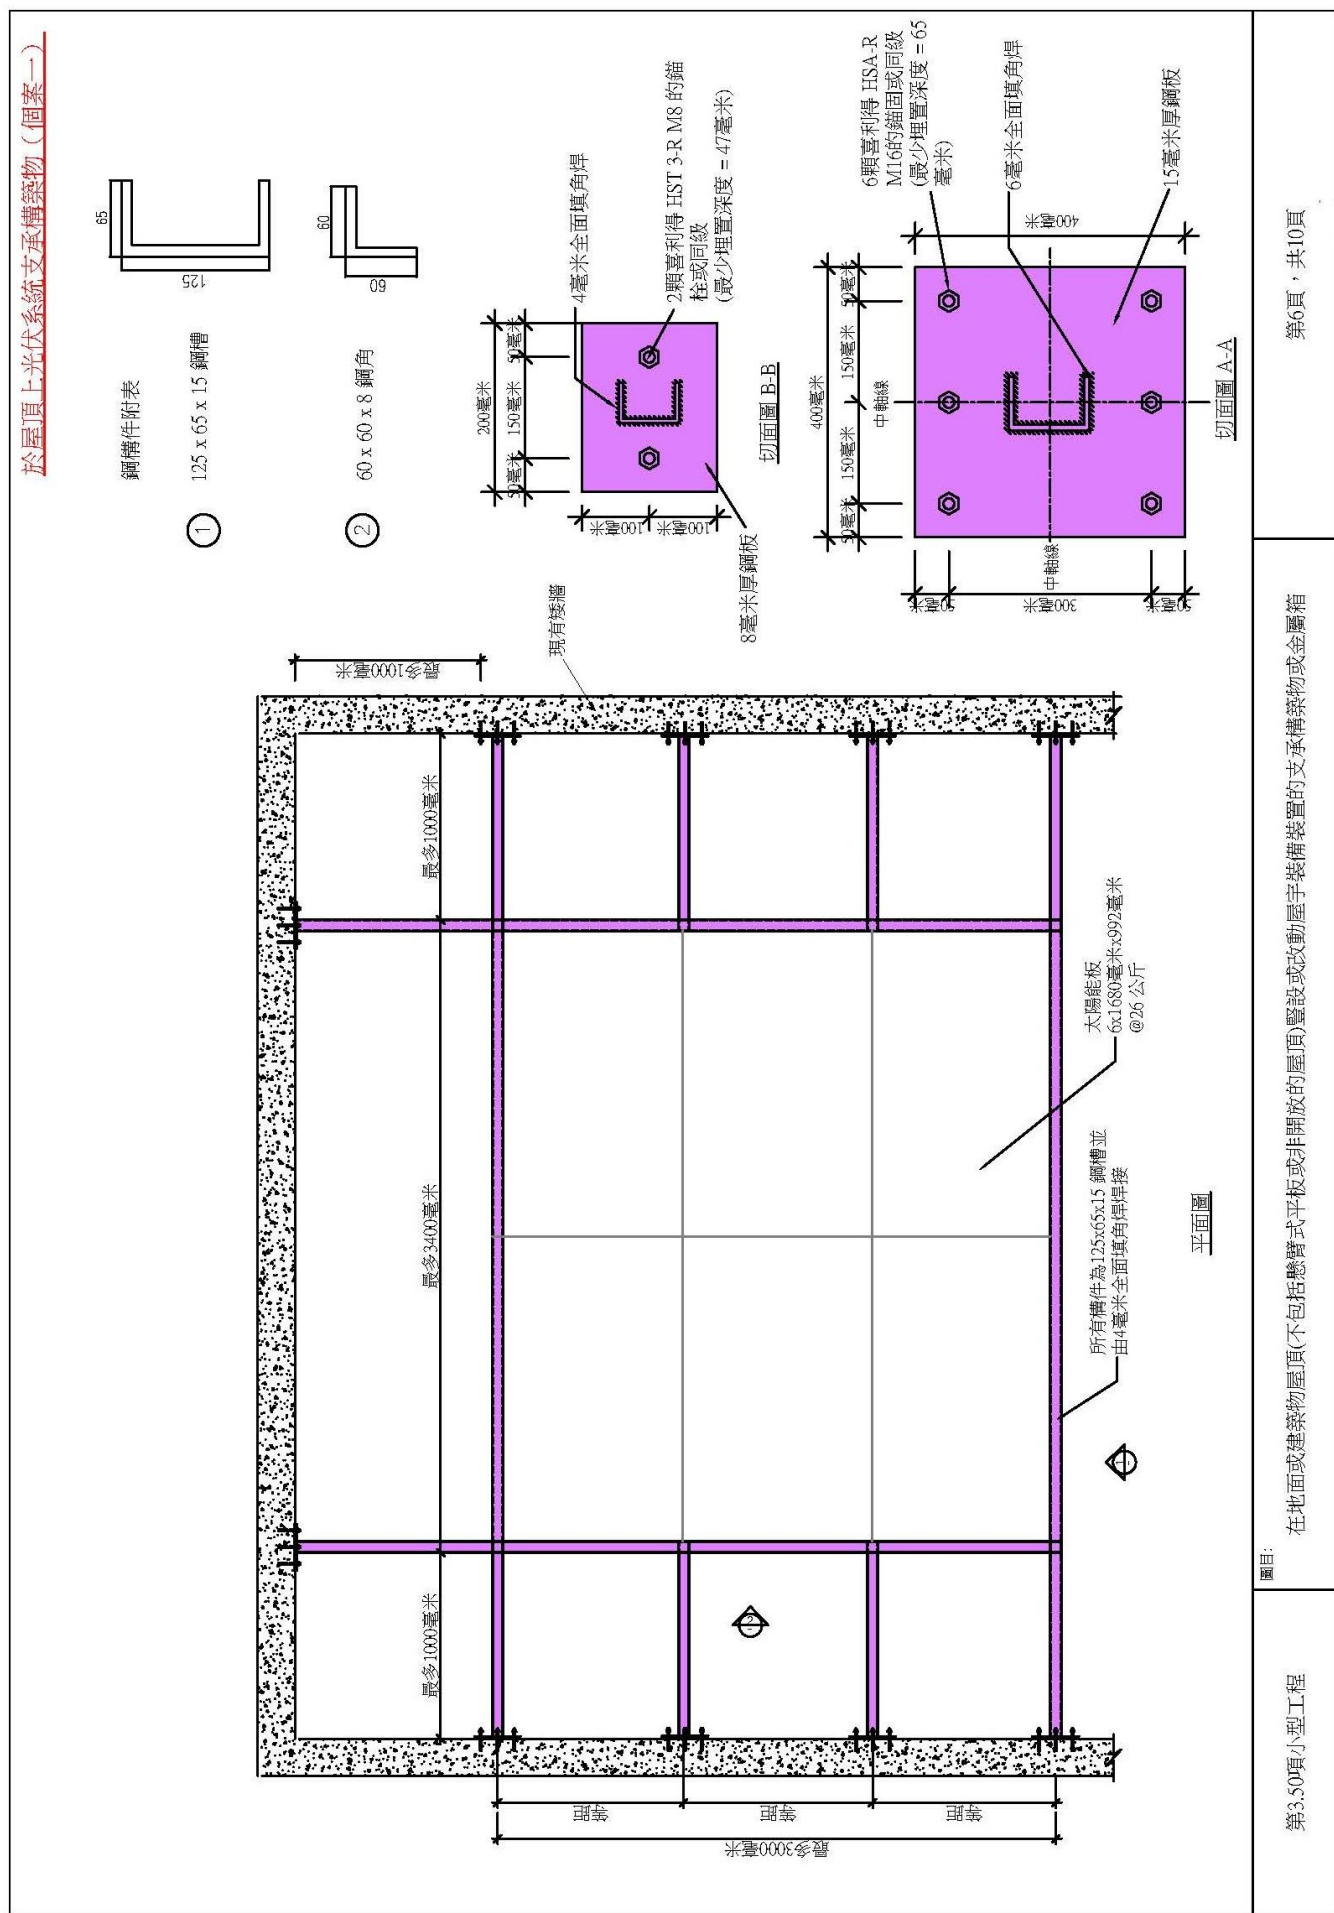 於屋頂上光伏系統支承構築物（個案一）
鋼構件附表
1
125 x 65 x 15 鋼槽
65
125
2
60 x 60 x 8 鋼角
60
60
最多1000毫米
最多3400毫米
最多1000毫米
最多1000毫米
現有矮牆
等距
等距
等距
最多3000毫米
2
-
1
-
太陽能板
6x1680毫米x992毫米
@26 公斤
所有構件為125x65x15 鋼槽並
由4毫米全面填角焊焊接
平面圖
200毫米
50毫米
150毫米
50毫米
100毫米
100毫米
4毫米全面填角焊
2顆喜利得 HST 3-R M8 的錨
栓或同級
(最少埋置深度 = 47毫米)
8毫米厚鋼板
切面圖 B-B
400毫米
50毫米
150毫米
150毫米
50毫米
中軸線
中軸線
50毫米
300毫米
50毫米
400毫米
6顆喜利得 HSA-R
M16的錨固或同級
(最少埋置深度 = 65
毫米)
6毫米全面填角焊
15毫米厚鋼板
切面圖 A-A
第3.50項小型工程
圖目:
在地面或建築物屋頂(不包括懸臂式平板或非開放的屋頂)豎設或改動屋宇裝備裝置的支承構築物或金屬箱
第6頁，共10頁